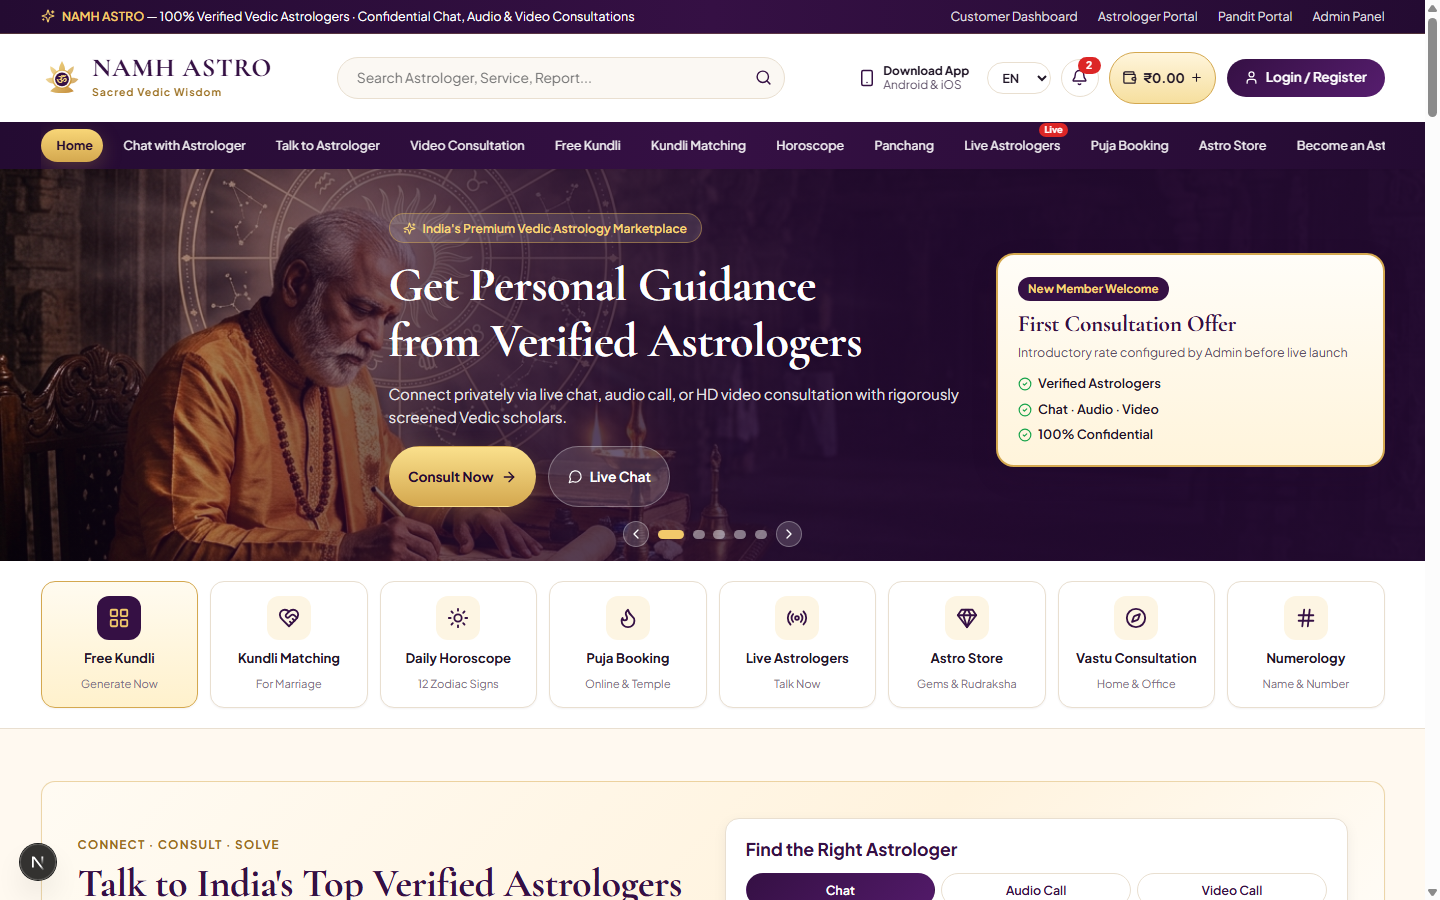 NAMH ASTRO — 100% Verified Vedic Astrologers · Confidential Chat, Audio & Video Consultations
Customer Dashboard
Astrologer Portal
Pandit Portal
Admin Panel
NAMH ASTRO
Sacred Vedic Wisdom
Search Astrologer, Service, Report...
Download App
Android & iOS
EN
2
₹0.00 +
Login / Register
Home
Chat with Astrologer
Talk to Astrologer
Video Consultation
Free Kundli
Kundli Matching
Horoscope
Panchang
Live
Live Astrologers
Puja Booking
Astro Store
Become an Ast
India's Premium Vedic Astrology Marketplace
Get Personal Guidance
from Verified Astrologers
Connect privately via live chat, audio call, or HD video consultation with rigorously
screened Vedic scholars.
Consult Now
Live Chat
New Member Welcome
First Consultation Offer
Introductory rate configured by Admin before live launch
Verified Astrologers
Chat · Audio · Video
100% Confidential
Free Kundli
Generate Now
Kundli Matching
For Marriage
Daily Horoscope
12 Zodiac Signs
Puja Booking
Online & Temple
Live Astrologers
Talk Now
Astro Store
Gems & Rudraksha
Vastu Consultation
Home & Office
Numerology
Name & Number
CONNECT · CONSULT · SOLVE
Talk to India's Top Verified Astrologers
N
Find the Right Astrologer
Chat
Audio Call
Video Call